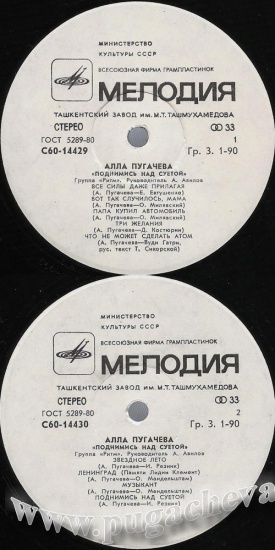 МИНИСТЕРСТВО
КУЛЬТУРЫ СССР
ВСЕСОЮЗНАЯ ФИРМА ГРАМПЛАСТИНОК
МЕЛОДИЯ
ТАШКЕНТСКИЙ ЗАВОД ИМ. М.Т. ТАШМУХАМЕДОВА
СТЕРЕО 33
ГОСТ 5289-80 1
С60-14429 Гр. 3. 1-90
АЛЛА ПУГАЧЕВА
«ПОДНИМИСЬ НАД СУЕТОЙ»
Группа «Ритм». Руководитель А. Авилов
ВСЕ СИЛЫ ДАЖЕ ПРИЛАГАЯ
(А. Пугачева—Е. Евтушенко)
ВОТ ТАК СЛУЧИЛОСЬ, МАМА
(А. Пугачева—О. Милявский)
ПАПА КУПИЛ АВТОМОБИЛЬ
(А. Пугачева—О. Милявский)
ТРИ ЖЕЛАНИЯ
(А. Пугачева—Д. Костюрин)
ЧТО НЕ МОЖЕТ СДЕЛАТЬ АТОМ
(А. Пугачева—Вуди Гатри,
рус. текст Т. Сикорской)
МИНИСТЕРСТВО
КУЛЬТУРЫ СССР
ВСЕСОЮЗНАЯ ФИРМА ГРАМПЛАСТИНОК
МЕЛОДИЯ
ТАШКЕНТСКИЙ ЗАВОД ИМ. М.Т. ТАШМУХАМЕДОВА
СТЕРЕО 33
ГОСТ 5289-80 2
С60-14430 Гр. 3. 1-90
АЛЛА ПУГАЧЕВА
«ПОДНИМИСЬ НАД СУЕТОЙ»
Группа «Ритм». Руководитель А. Авилов
ЗВЕЗДНОЕ ЛЕТО
(А. Пугачева—И. Резник)
ЛЕНИНГРАД (Памяти Лидии Клемент)
(А. Пугачева—О. Мандельштам)
МУЗЫКАНТ
(А. Пугачева—О. Мандельштам)
ПОДНИМИСЬ НАД СУЕТОЙ
(А. Пугачева—И. Резник)
www.pugacheva